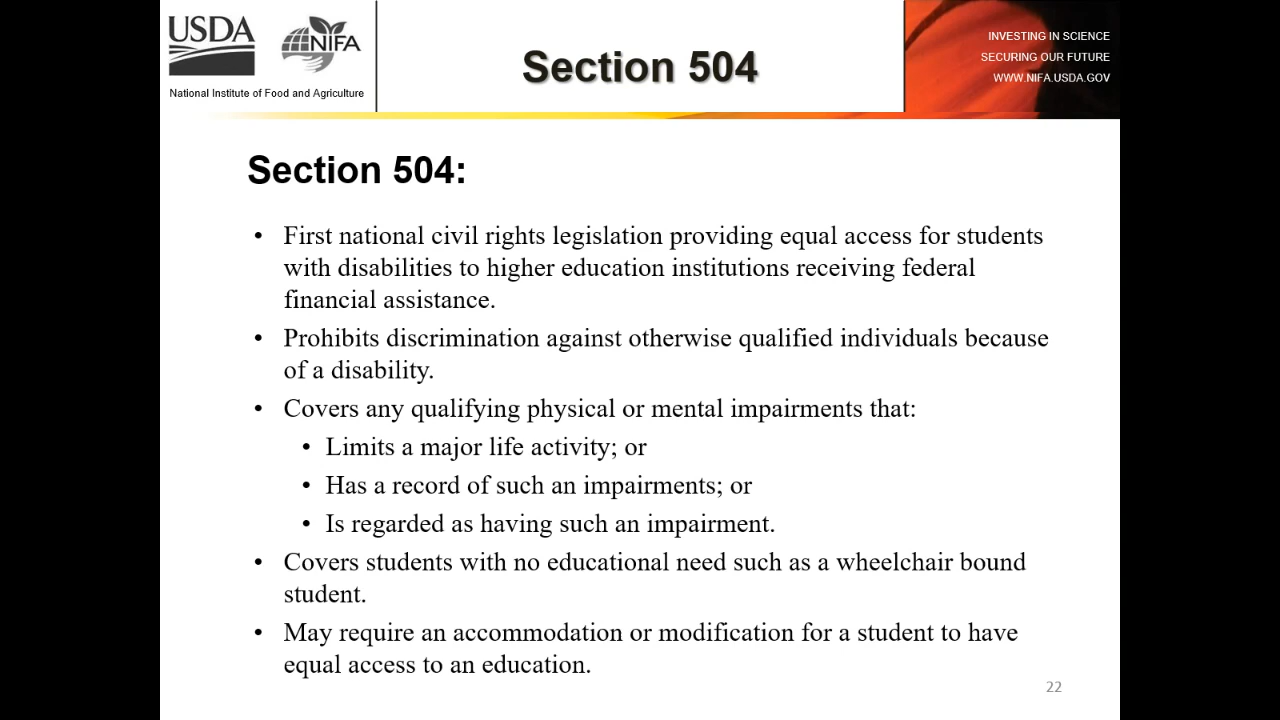 USDA
NIFA
National Institute of Food and Agriculture
Section 504
INVESTING IN SCIENCE
SECURING OUR FUTURE
WWW.NIFA.USDA.GOV
Section 504:
• First national civil rights legislation providing equal access for students
with disabilities to higher education institutions receiving federal
financial assistance.
• Prohibits discrimination against otherwise qualified individuals because
of a disability.
• Covers any qualifying physical or mental impairments that:
• Limits a major life activity; or
• Has a record of such an impairments; or
• Is regarded as having such an impairment.
• Covers students with no educational need such as a wheelchair bound
student.
• May require an accommodation or modification for a student to have
equal access to an education.
22